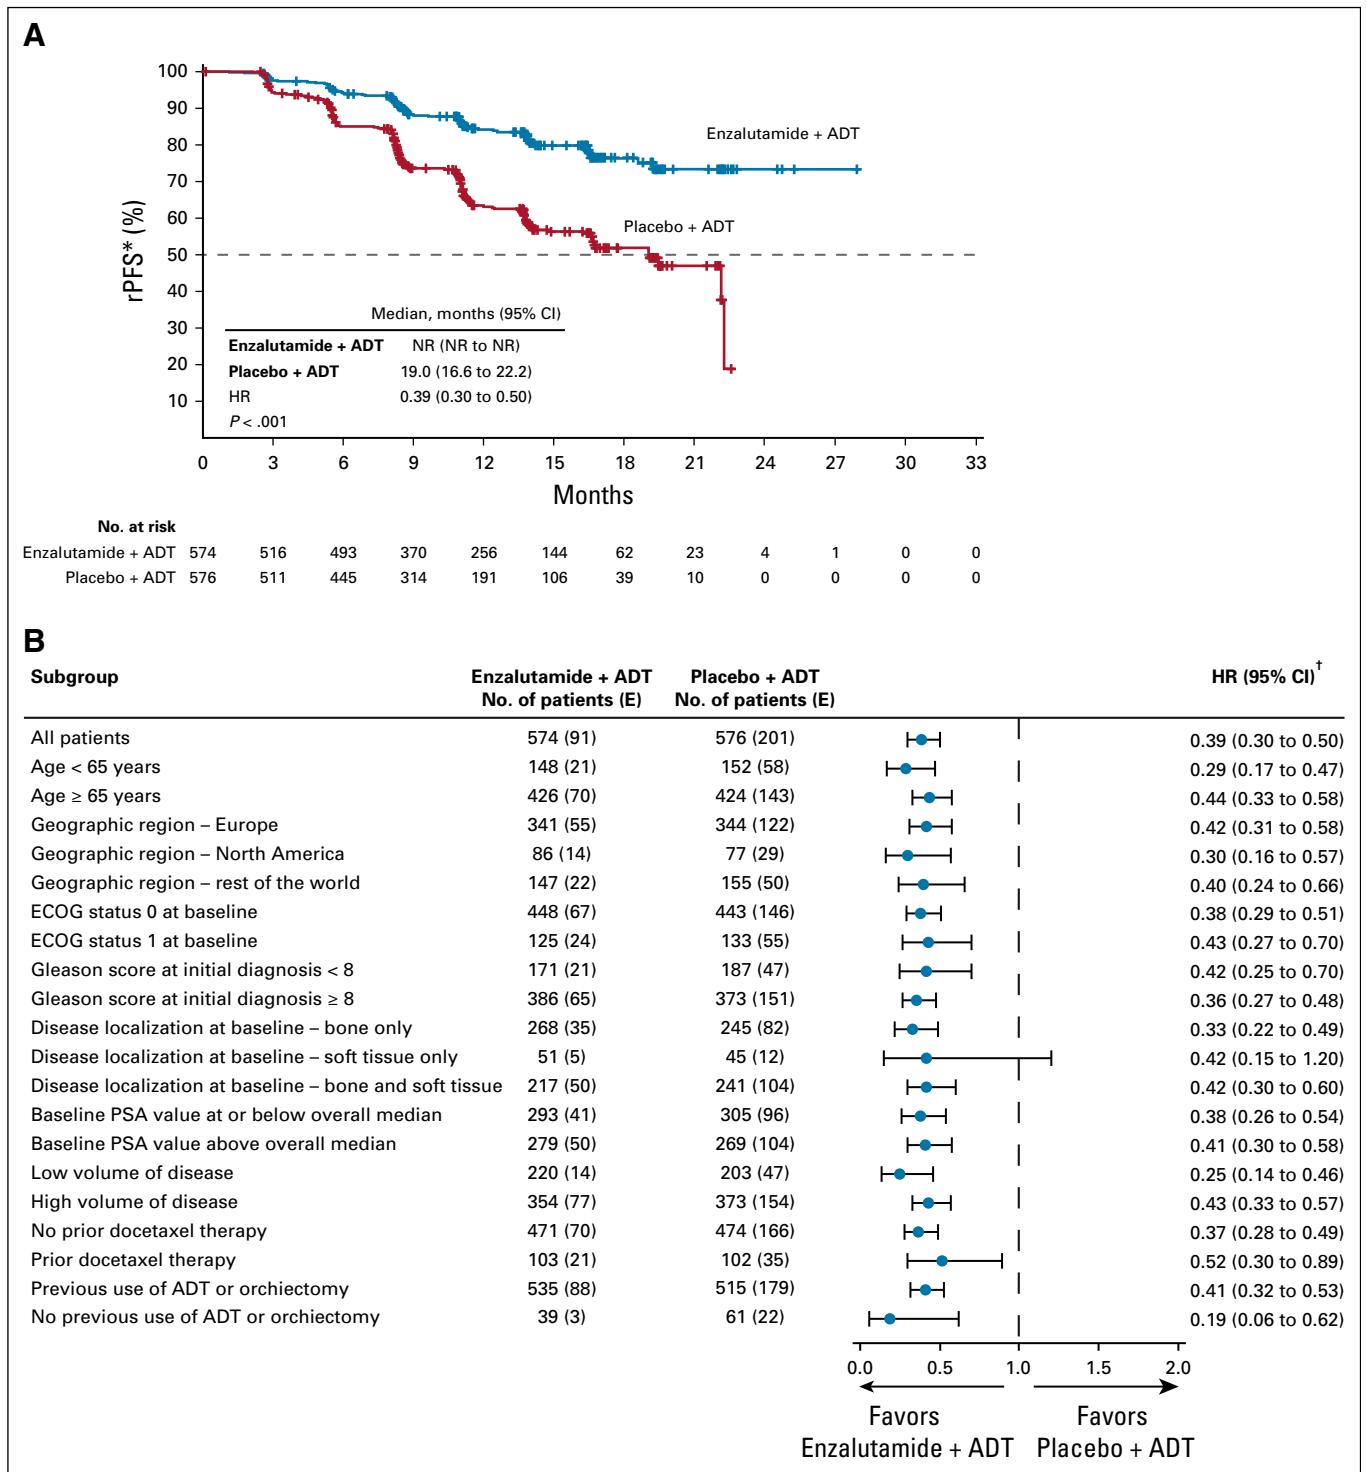 A
100
90
80
70
60
50
40
30
20
10
rPFS* (%)
Enzalutamide + ADT
Placebo + ADT
Median, months (95% CI)
Enzalutamide + ADT NR (NR to NR)
Placebo + ADT 19.0 (16.6 to 22.2)
HR 0.39 (0.30 to 0.50)
P < .001
0 3 6 9 12 15 18 21 24 27 30 33
Months
No. at risk
Enzalutamide + ADT 574 516 493 370 256 144 62 23 4 1 0 0
Placebo + ADT 576 511 445 314 191 106 39 10 0 0 0 0
B
Subgroup Enzalutamide + ADT Placebo + ADT HR (95% CI)†
No. of patients (E) No. of patients (E)
All patients 574 (91) 576 (201) 0.39 (0.30 to 0.50)
Age < 65 years 148 (21) 152 (58) 0.29 (0.17 to 0.47)
Age ≥ 65 years 426 (70) 424 (143) 0.44 (0.33 to 0.58)
Geographic region – Europe 341 (55) 344 (122) 0.42 (0.31 to 0.58)
Geographic region – North America 86 (14) 77 (29) 0.30 (0.16 to 0.57)
Geographic region – rest of the world 147 (22) 155 (50) 0.40 (0.24 to 0.66)
ECOG status 0 at baseline 448 (67) 443 (146) 0.38 (0.29 to 0.51)
ECOG status 1 at baseline 125 (24) 133 (55) 0.43 (0.27 to 0.70)
Gleason score at initial diagnosis < 8 171 (21) 187 (47) 0.42 (0.25 to 0.70)
Gleason score at initial diagnosis ≥ 8 386 (65) 373 (151) 0.36 (0.27 to 0.48)
Disease localization at baseline – bone only 268 (35) 245 (82) 0.33 (0.22 to 0.49)
Disease localization at baseline – soft tissue only 51 (5) 45 (12) 0.42 (0.15 to 1.20)
Disease localization at baseline – bone and soft tissue 217 (50) 241 (104) 0.42 (0.30 to 0.60)
Baseline PSA value at or below overall median 293 (41) 305 (96) 0.38 (0.26 to 0.54)
Baseline PSA value above overall median 279 (50) 269 (104) 0.41 (0.30 to 0.58)
Low volume of disease 220 (14) 203 (47) 0.25 (0.14 to 0.46)
High volume of disease 354 (77) 373 (154) 0.43 (0.33 to 0.57)
No prior docetaxel therapy 471 (70) 474 (166) 0.37 (0.28 to 0.49)
Prior docetaxel therapy 103 (21) 102 (35) 0.52 (0.30 to 0.89)
Previous use of ADT or orchiectomy 535 (88) 515 (179) 0.41 (0.32 to 0.53)
No previous use of ADT or orchiectomy 39 (3) 61 (22) 0.19 (0.06 to 0.62)
0.0 0.5 1.0 1.5 2.0
Favors Favors
Enzalutamide + ADT Placebo + ADT